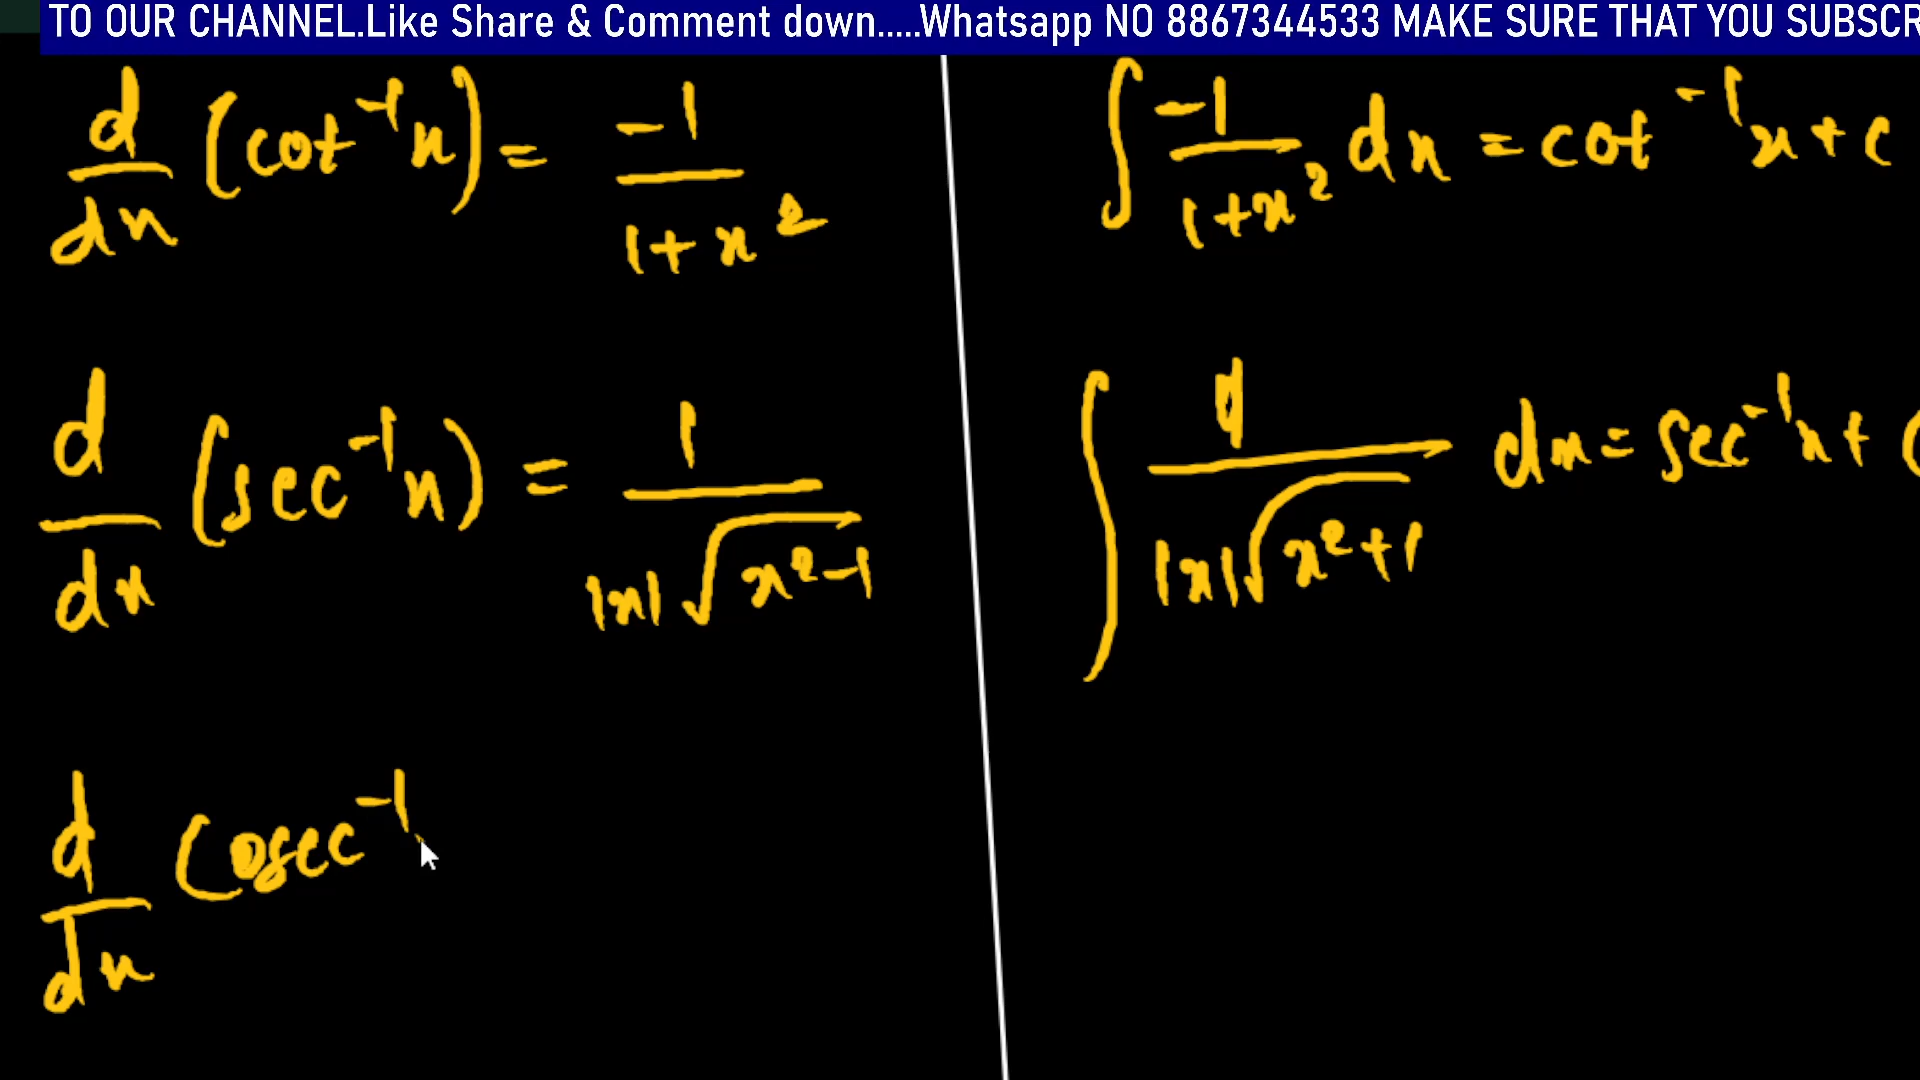 TO OUR CHANNEL.Like Share & Comment down.....Whatsapp NO 8867344533 MAKE SURE THAT YOU SUBSCR
d/dx (cot⁻¹x) = -1/1+x²
∫ -1/1+x² dx = cot⁻¹x + c
d/dx (sec⁻¹x) = 1/|x|√x²-1
∫ 1/|x|√x²+1 dx = sec⁻¹x + c
d/dx (cosec⁻¹